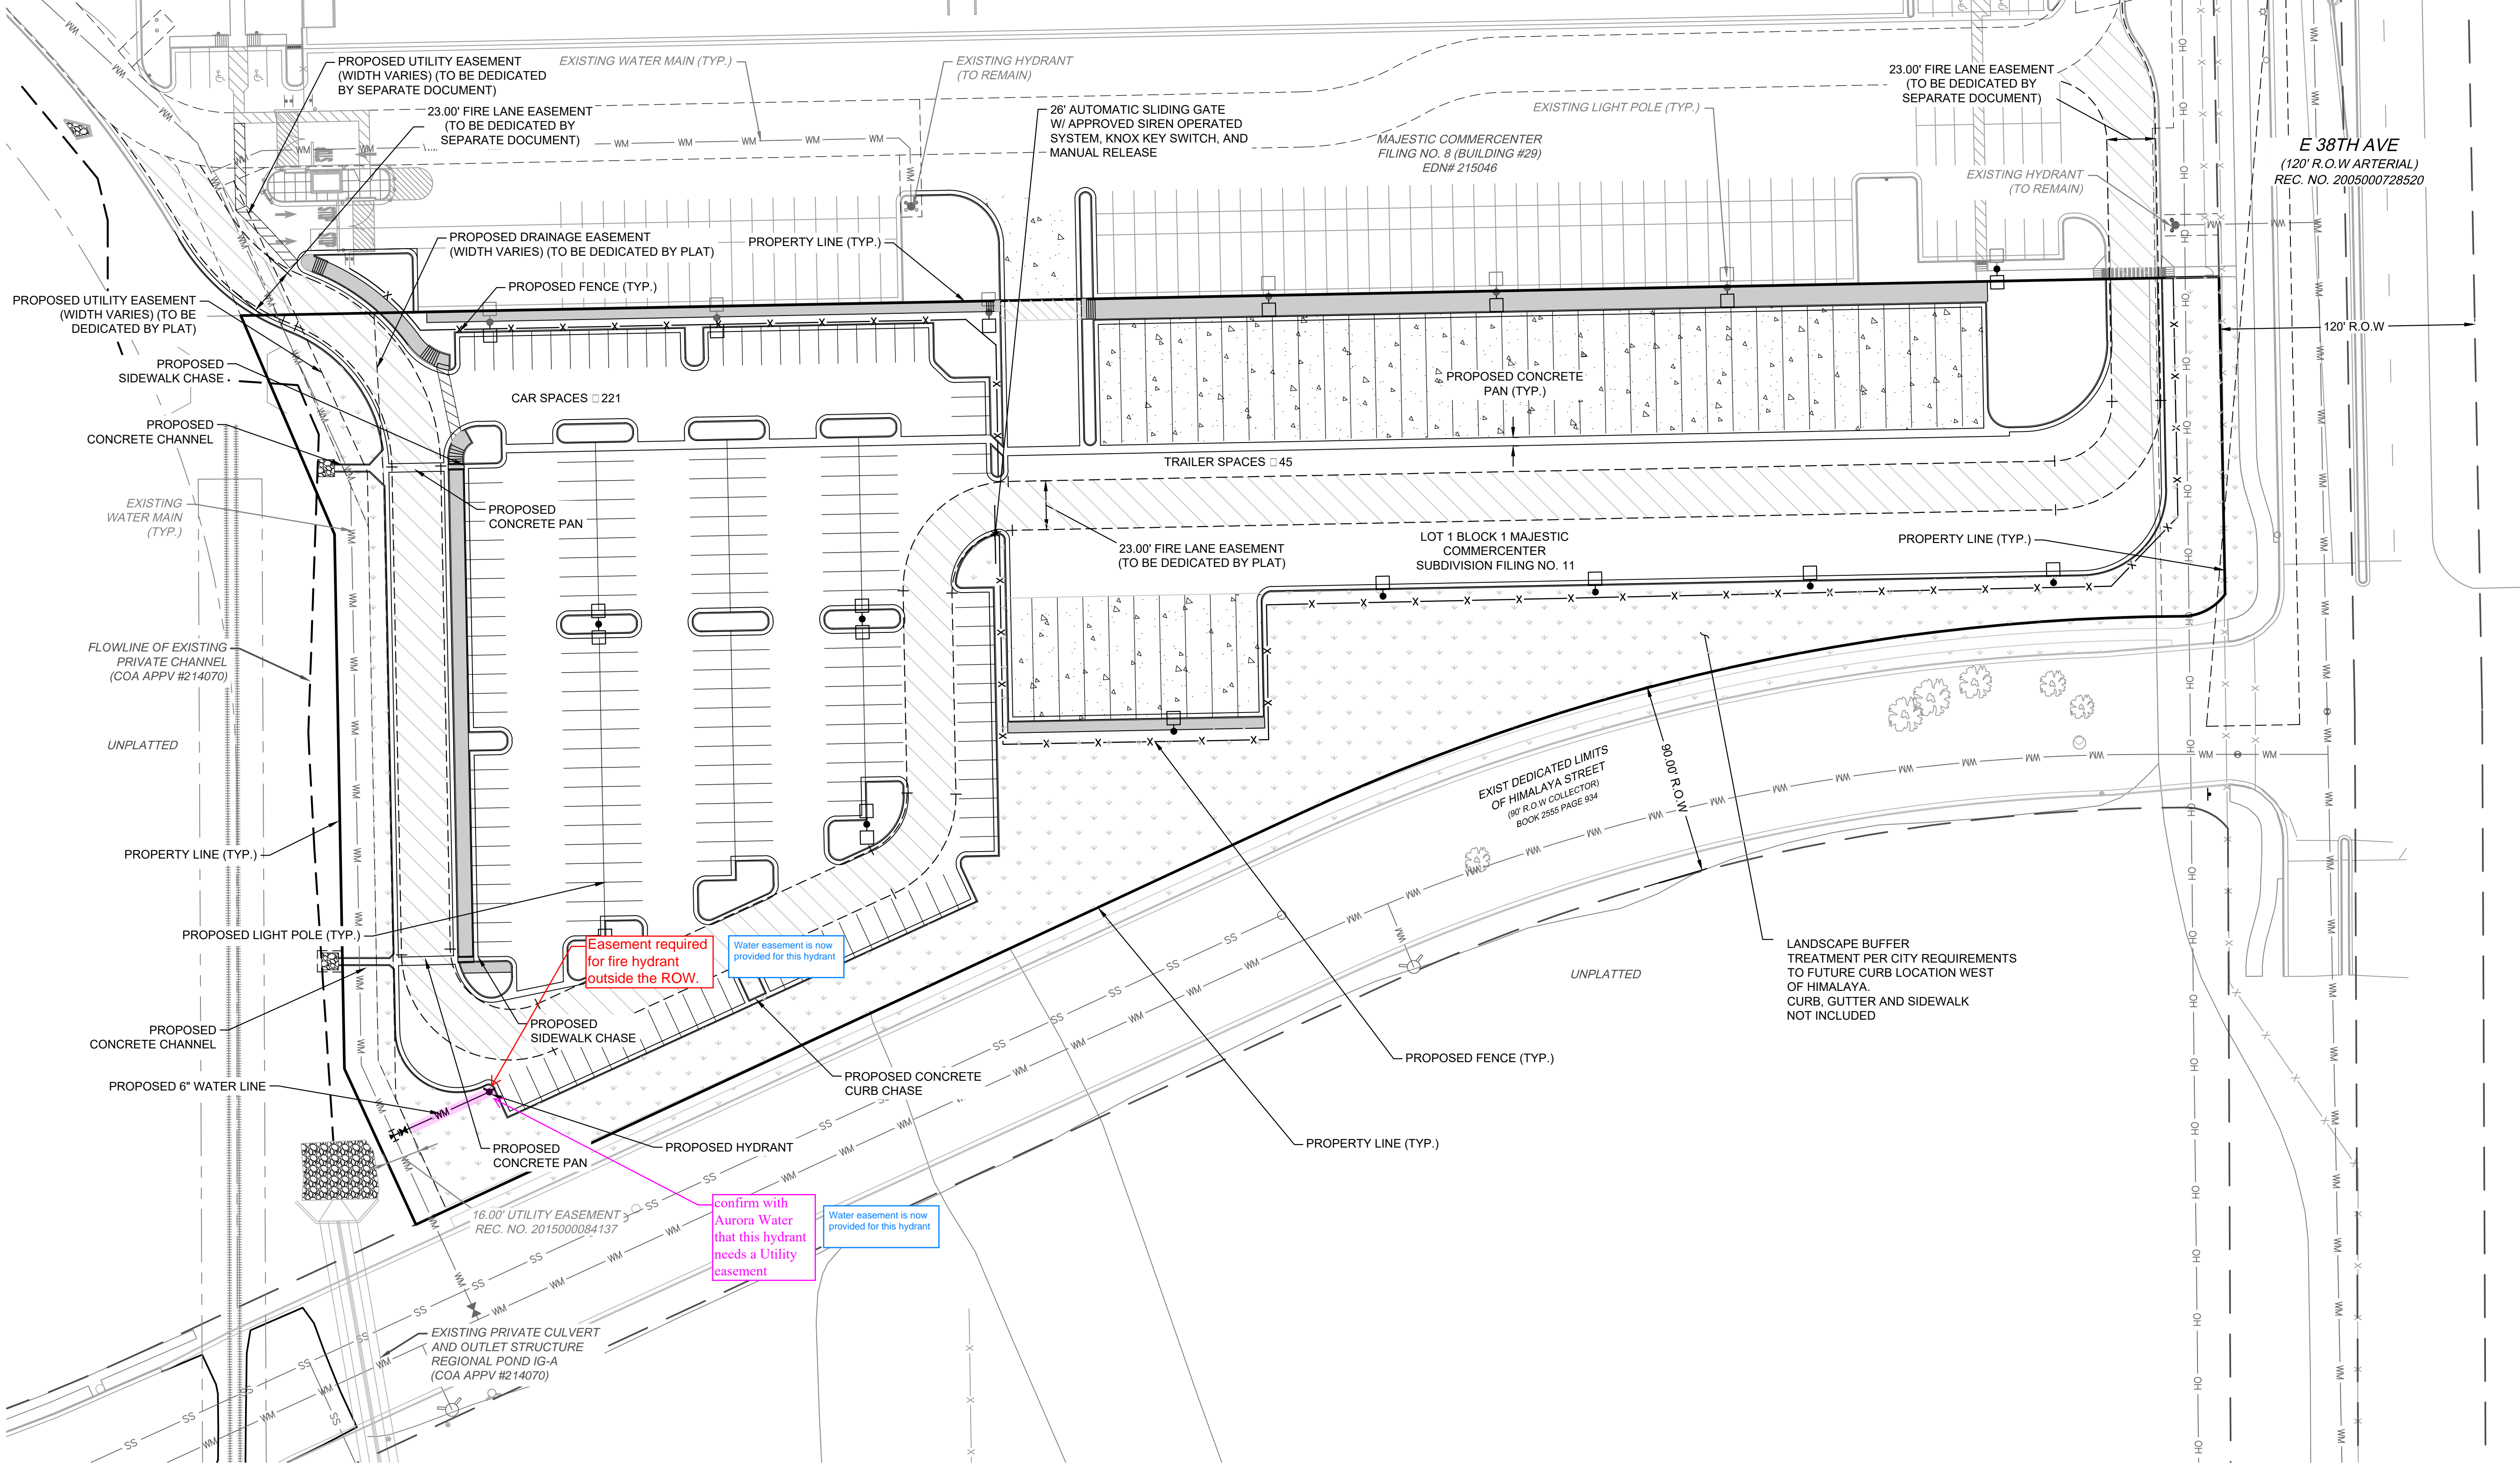 PROPOSED UTILITY EASEMENT
(WIDTH VARIES) (TO BE DEDICATED
BY SEPARATE DOCUMENT)
EXISTING WATER MAIN (TYP.)
EXISTING HYDRANT
(TO REMAIN)
23.00' FIRE LANE EASEMENT
(TO BE DEDICATED BY
SEPARATE DOCUMENT)
26' AUTOMATIC SLIDING GATE
W/ APPROVED SIREN OPERATED
SYSTEM, KNOX KEY SWITCH, AND
MANUAL RELEASE
EXISTING LIGHT POLE (TYP.)
MAJESTIC COMMERCENTER
FILING NO. 8 (BUILDING #29)
EDN# 215046
23.00' FIRE LANE EASEMENT
(TO BE DEDICATED BY
SEPARATE DOCUMENT)
EXISTING HYDRANT
(TO REMAIN)
E 38TH AVE
(120' R.O.W ARTERIAL)
REC. NO. 2005000728520
PROPOSED DRAINAGE EASEMENT
(WIDTH VARIES) (TO BE DEDICATED BY PLAT)
PROPERTY LINE (TYP.)
PROPOSED FENCE (TYP.)
PROPOSED UTILITY EASEMENT
(WIDTH VARIES) (TO BE
DEDICATED BY PLAT)
120' R.O.W
PROPOSED
SIDEWALK CHASE
CAR SPACES □ 221
PROPOSED CONCRETE
PAN (TYP.)
PROPOSED
CONCRETE CHANNEL
TRAILER SPACES □ 45
EXISTING
WATER MAIN
(TYP.)
PROPOSED
CONCRETE PAN
23.00' FIRE LANE EASEMENT
(TO BE DEDICATED BY PLAT)
LOT 1 BLOCK 1 MAJESTIC
COMMERCENTER
SUBDIVISION FILING NO. 11
PROPERTY LINE (TYP.)
FLOWLINE OF EXISTING
PRIVATE CHANNEL
(COA APPV #214070)
UNPLATTED
EXIST DEDICATED LIMITS
OF HIMALAYA STREET
(90' R.O.W COLLECTOR)
BOOK 2555 PAGE 934
90.00' R.O.W
PROPERTY LINE (TYP.)
PROPOSED LIGHT POLE (TYP.)
Easement required
for fire hydrant
outside the ROW.
Water easement is now
provided for this hydrant
UNPLATTED
LANDSCAPE BUFFER
TREATMENT PER CITY REQUIREMENTS
TO FUTURE CURB LOCATION WEST
OF HIMALAYA.
CURB, GUTTER AND SIDEWALK
NOT INCLUDED
PROPOSED
CONCRETE CHANNEL
PROPOSED
SIDEWALK CHASE
PROPOSED FENCE (TYP.)
PROPOSED CONCRETE
CURB CHASE
PROPOSED 6" WATER LINE
PROPOSED
CONCRETE PAN
PROPOSED HYDRANT
PROPERTY LINE (TYP.)
16.00' UTILITY EASEMENT
REC. NO. 2015000084137
confirm with
Aurora Water
that this hydrant
needs a Utility
easement
Water easement is now
provided for this hydrant
EXISTING PRIVATE CULVERT
AND OUTLET STRUCTURE
REGIONAL POND IG-A
(COA APPV #214070)